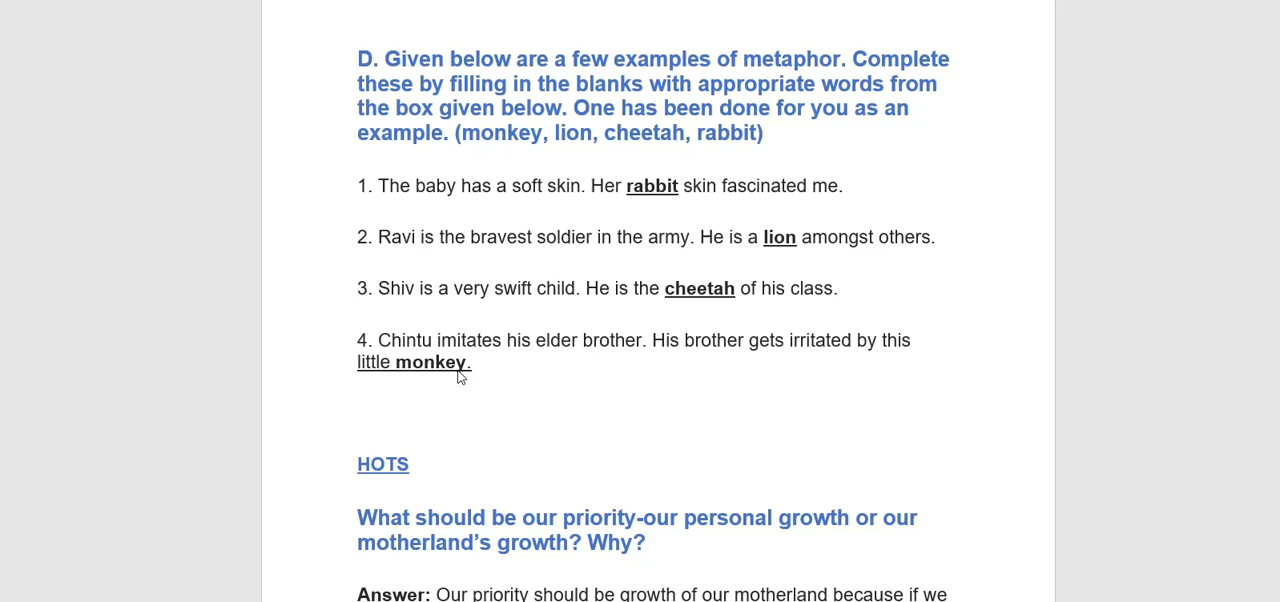 D. Given below are a few examples of metaphor. Complete
these by filling in the blanks with appropriate words from
the box given below. One has been done for you as an
example. (monkey, lion, cheetah, rabbit)
1. The baby has a soft skin. Her rabbit skin fascinated me.
2. Ravi is the bravest soldier in the army. He is a lion amongst others.
3. Shiv is a very swift child. He is the cheetah of his class.
4. Chintu imitates his elder brother. His brother gets irritated by this
little monkey.
HOTS
What should be our priority-our personal growth or our
motherland’s growth? Why?
Answer: Our priority should be growth of our motherland because if we